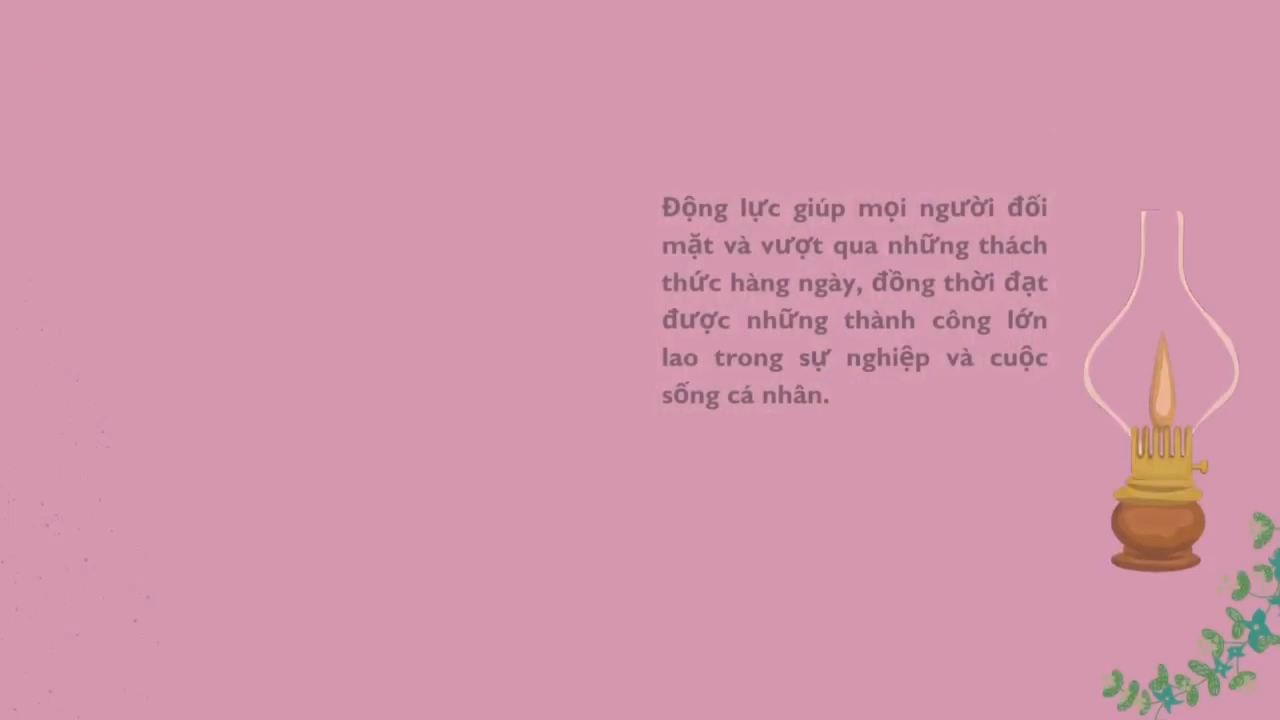 Động lực giúp mọi người đối
mặt và vượt qua những thách
thức hàng ngày, đồng thời đạt
được những thành công lớn
lao trong sự nghiệp và cuộc
sống cá nhân.